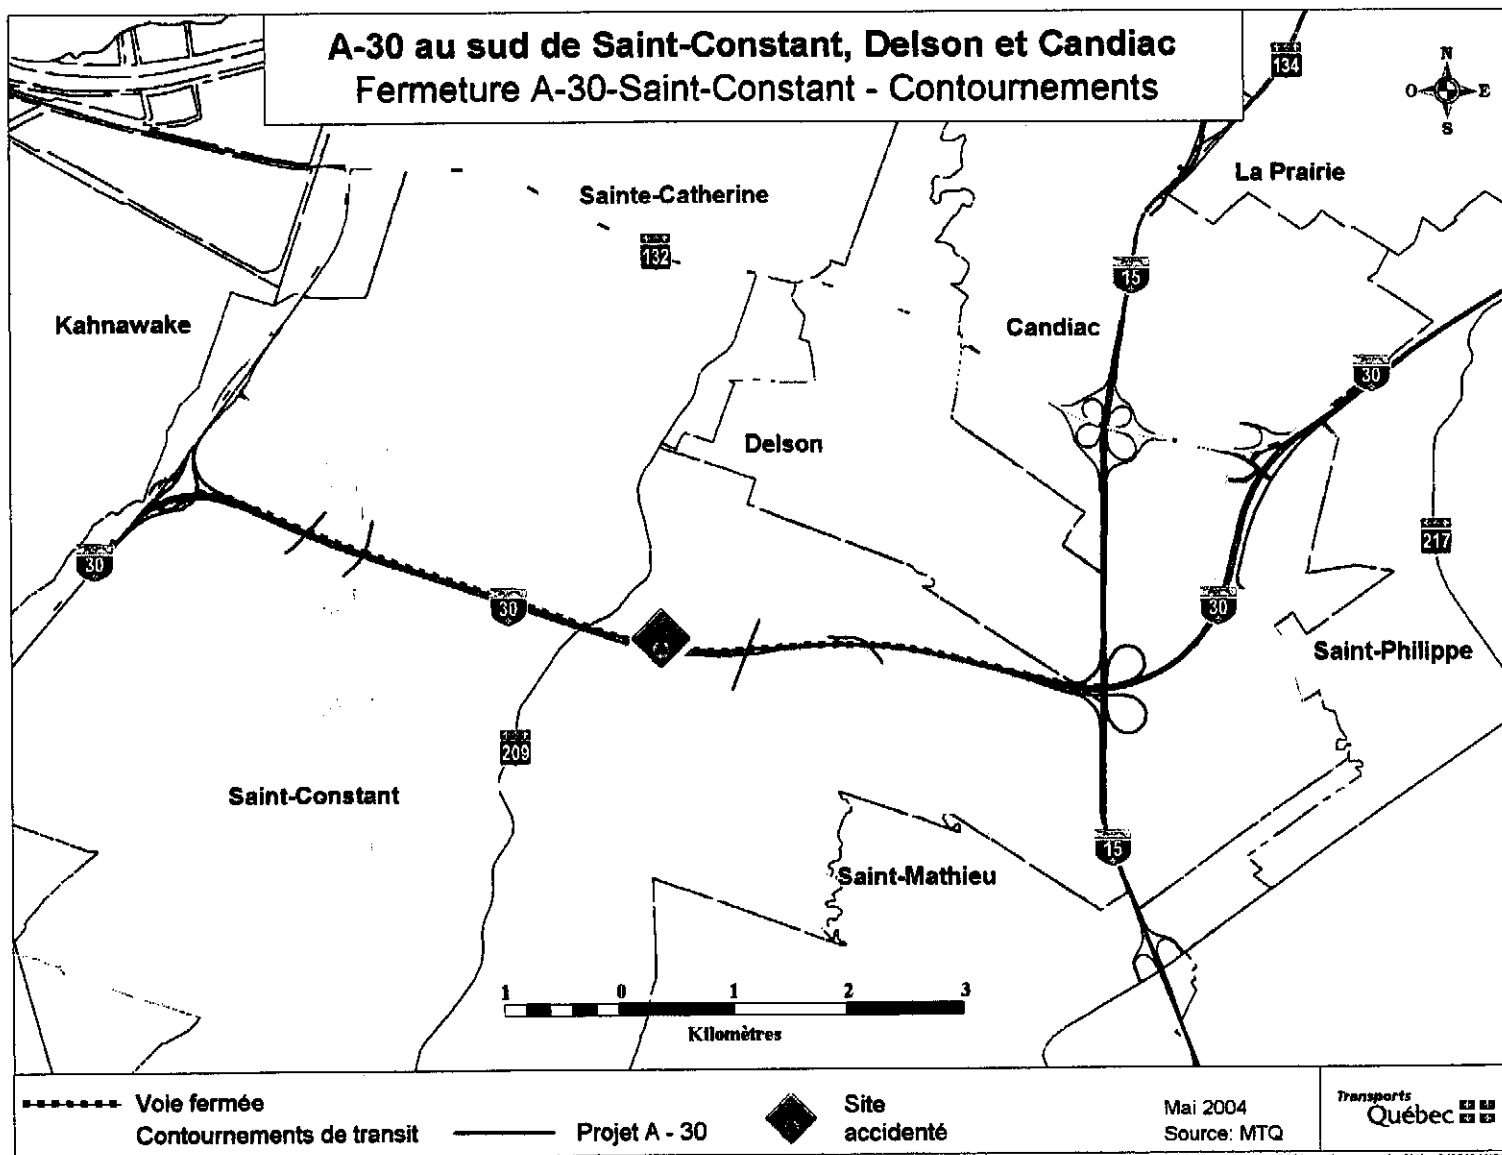 A-30 au sud de Saint-Constant, Delson et Candiac
Fermeture A-30-Saint-Constant - Contournements
134
N
O
E
S
La Prairie
Sainte-Catherine
132
15
Kahnawake
Candiac
30
Delson
217
30
30
30
Saint-Philippe
209
Saint-Constant
15
Saint-Mathieu
1 0 1 2 3
Kilomètres
Voie fermée
Contournements de transit
Projet A - 30
Site
accidenté
Mai 2004
Source: MTQ
Transports
Québec